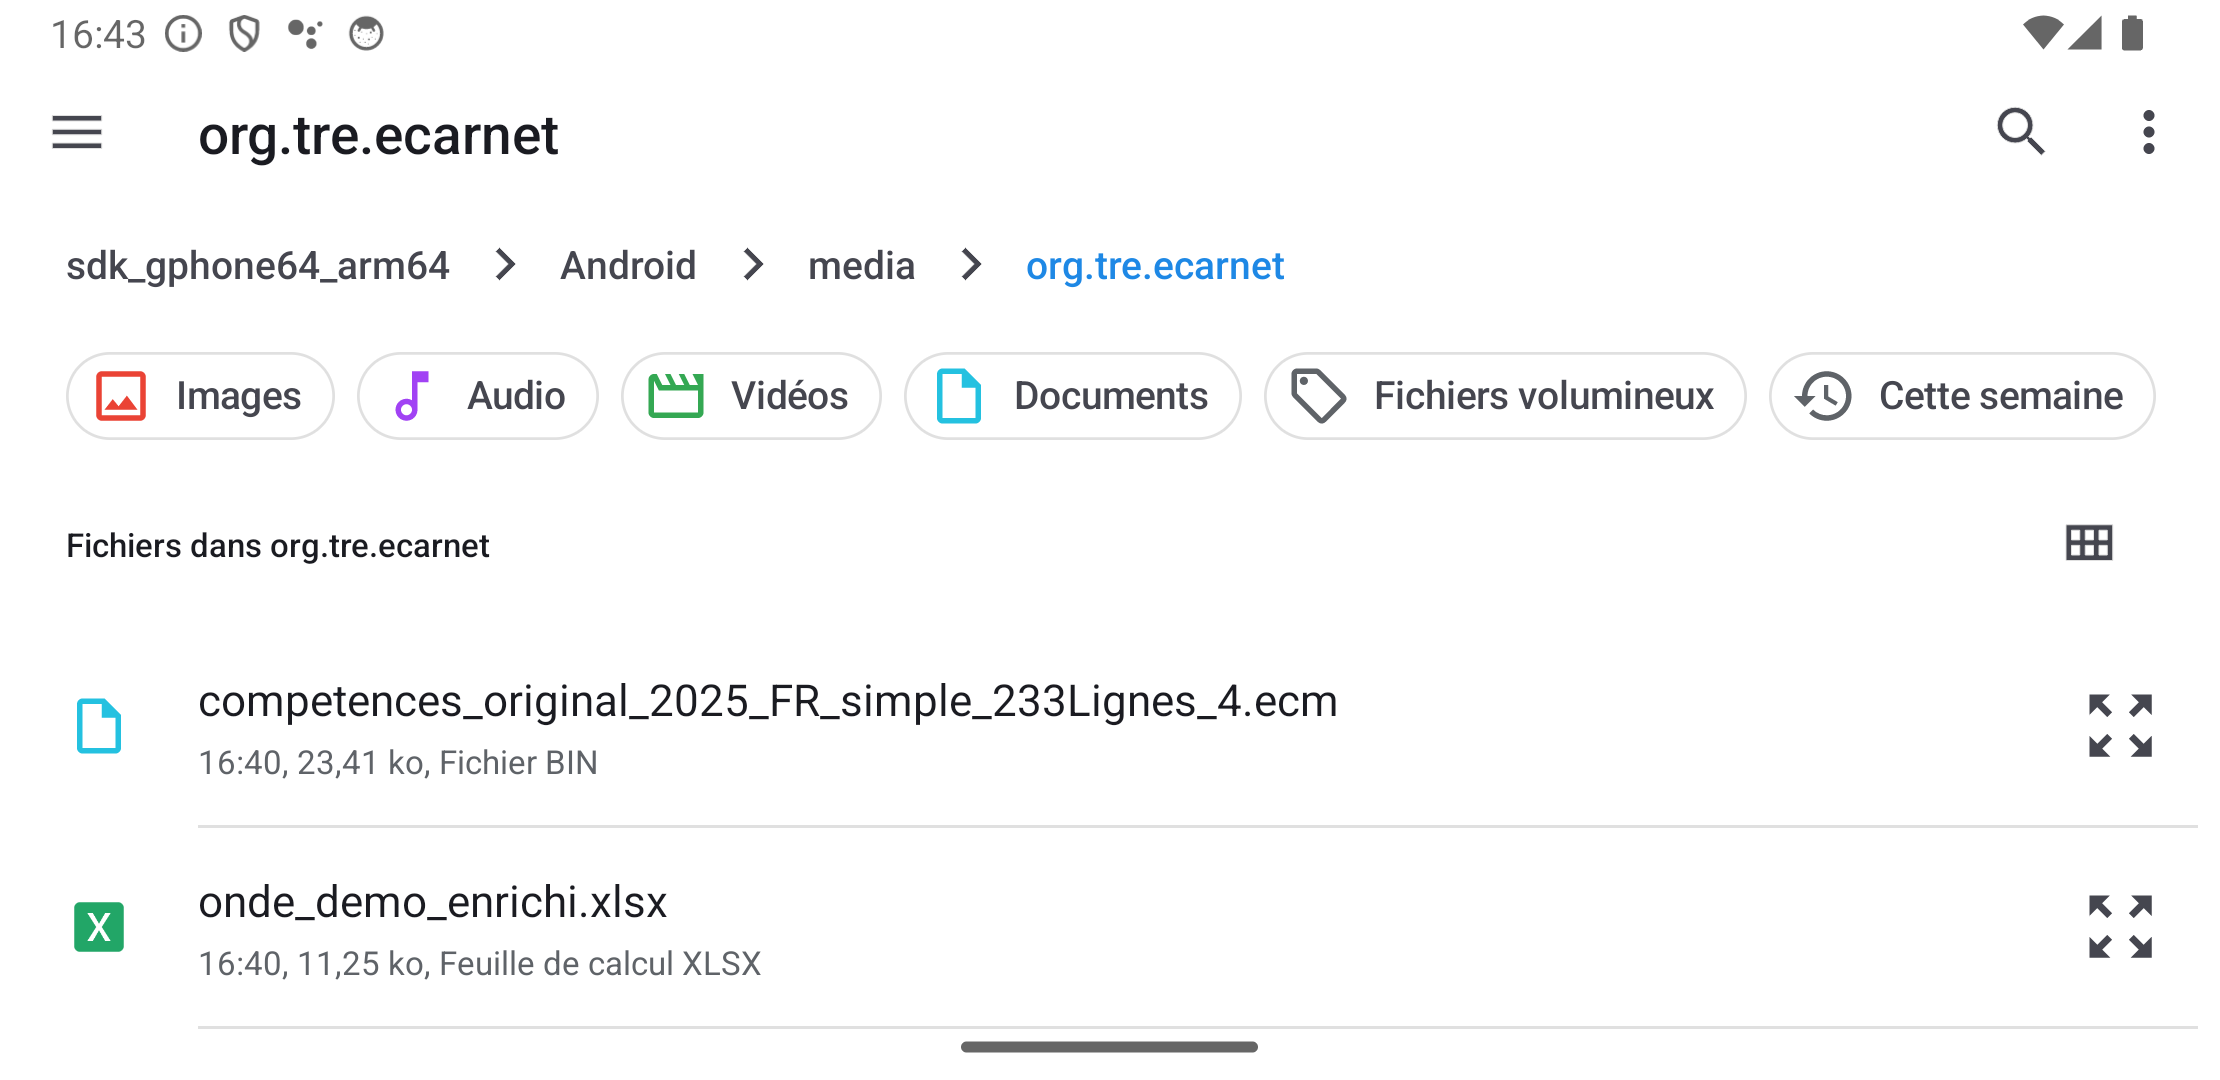 16:43
org.tre.ecarnet
sdk_gphone64_arm64 > Android > media > org.tre.ecarnet
Images Audio Vidéos Documents Fichiers volumineux Cette semaine
Fichiers dans org.tre.ecarnet
competences_original_2025_FR_simple_233Lignes_4.ecm
16:40, 23,41 ko, Fichier BIN
X
onde_demo_enrichi.xlsx
16:40, 11,25 ko, Feuille de calcul XLSX